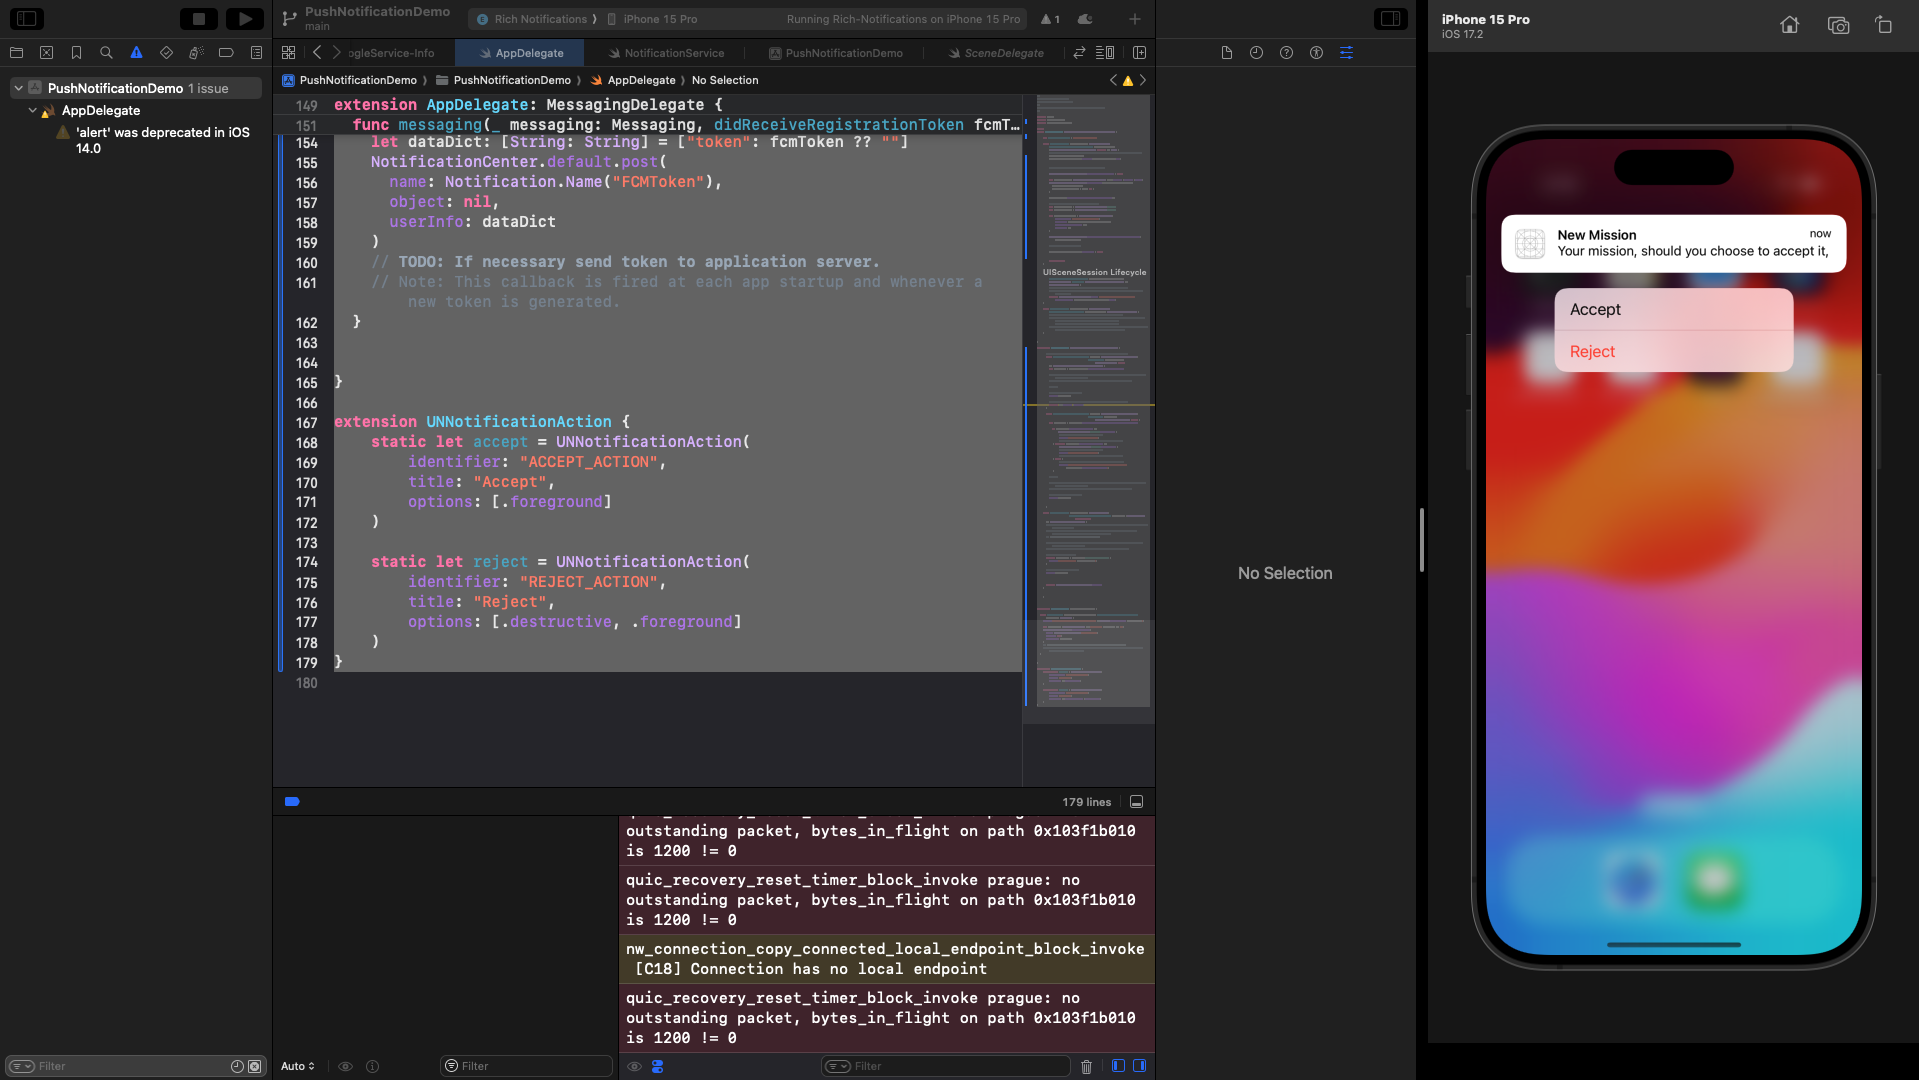 PushNotificationDemo
main
Rich Notifications
iPhone 15 Pro
Running Rich-Notifications on iPhone 15 Pro
1
ogleService-Info
AppDelegate
NotificationService
PushNotificationDemo
SceneDelegate
PushNotificationDemo
PushNotificationDemo
AppDelegate
No Selection
PushNotificationDemo 1 issue
AppDelegate
'alert' was deprecated in iOS
14.0
149 extension AppDelegate: MessagingDelegate {
151 func messaging(_ messaging: Messaging, didReceiveRegistrationToken fcmT…
154 let dataDict: [String: String] = ["token": fcmToken ?? ""]
155 NotificationCenter.default.post(
156 name: Notification.Name("FCMToken"),
157 object: nil,
158 userInfo: dataDict
159 )
160 // TODO: If necessary send token to application server.
161 // Note: This callback is fired at each app startup and whenever a
new token is generated.
162 }
163
164
165 }
166
167 extension UNNotificationAction {
168 static let accept = UNNotificationAction(
169 identifier: "ACCEPT_ACTION",
170 title: "Accept",
171 options: [.foreground]
172 )
173
174 static let reject = UNNotificationAction(
175 identifier: "REJECT_ACTION",
176 title: "Reject",
177 options: [.destructive, .foreground]
178 )
179 }
180
UISceneSession Lifecycle
179 lines
outstanding packet, bytes_in_flight on path 0x103f1b010
is 1200 != 0
quic_recovery_reset_timer_block_invoke prague: no
outstanding packet, bytes_in_flight on path 0x103f1b010
is 1200 != 0
nw_connection_copy_connected_local_endpoint_block_invoke
[C18] Connection has no local endpoint
quic_recovery_reset_timer_block_invoke prague: no
outstanding packet, bytes_in_flight on path 0x103f1b010
is 1200 != 0
Filter
Auto
Filter
Filter
No Selection
iPhone 15 Pro
iOS 17.2
New Mission
now
Your mission, should you choose to accept it,
Accept
Reject